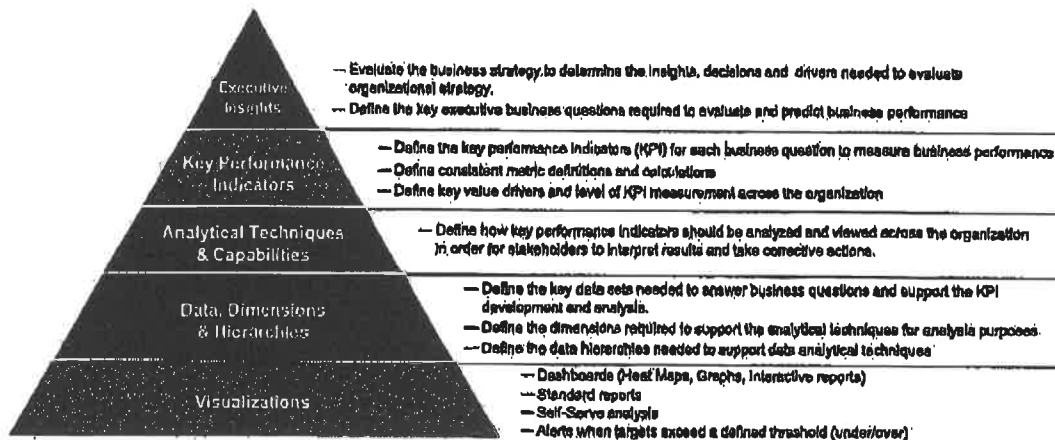 Executive
Insights
— Evaluate the business strategy to determine the insights, decisions and drivers needed to evaluate
organizational strategy.
— Define the key executive business questions required to evaluate and predict business performance
Key Performance
Indicators
— Define the key performance indicators (KPI) for each business question to measure business performance
— Define consistent metric definitions and calculations
— Define key value drivers and level of KPI measurement across the organization
Analytical Techniques
& Capabilities
— Define how key performance indicators should be analyzed and viewed across the organization
in order for stakeholders to interpret results and take corrective actions.
Data, Dimensions
& Hierarchies
— Define the key data sets needed to answer business questions and support the KPI
development and analysis.
— Define the dimensions required to support the analytical techniques for analysis purposes.
— Define the data hierarchies needed to support data analytical techniques
Visualizations
— Dashboards (Heat Maps, Graphs, Interactive reports)
— Standard reports
— Self-Serve analysis
— Alerts when targets exceed a defined threshold (under/over)